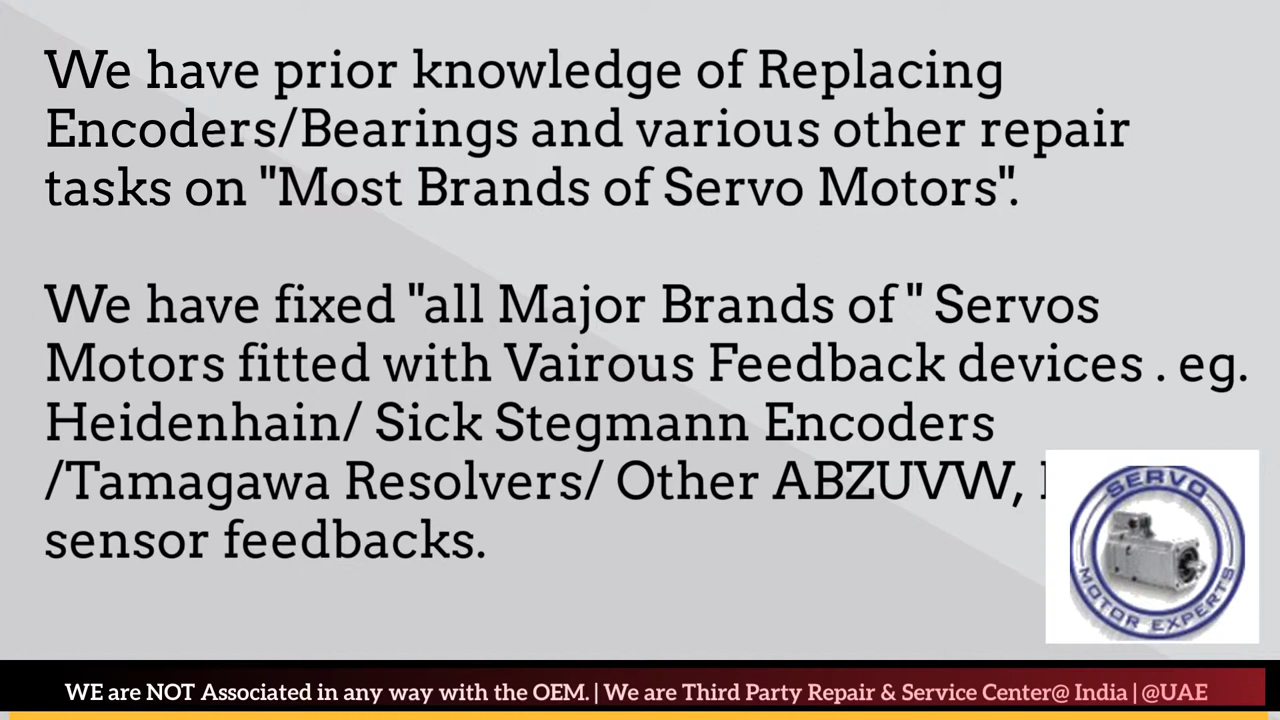 We have prior knowledge of Replacing
Encoders/Bearings and various other repair
tasks on "Most Brands of Servo Motors".
We have fixed "all Major Brands of " Servos
Motors fitted with Vairous Feedback devices . eg.
Heidenhain/ Sick Stegmann Encoders
/Tamagawa Resolvers/ Other ABZUVW,
sensor feedbacks.
SERVO
MOTOR EXPERTS
WE are NOT Associated in any way with the OEM. | We are Third Party Repair & Service Center@ India | @UAE